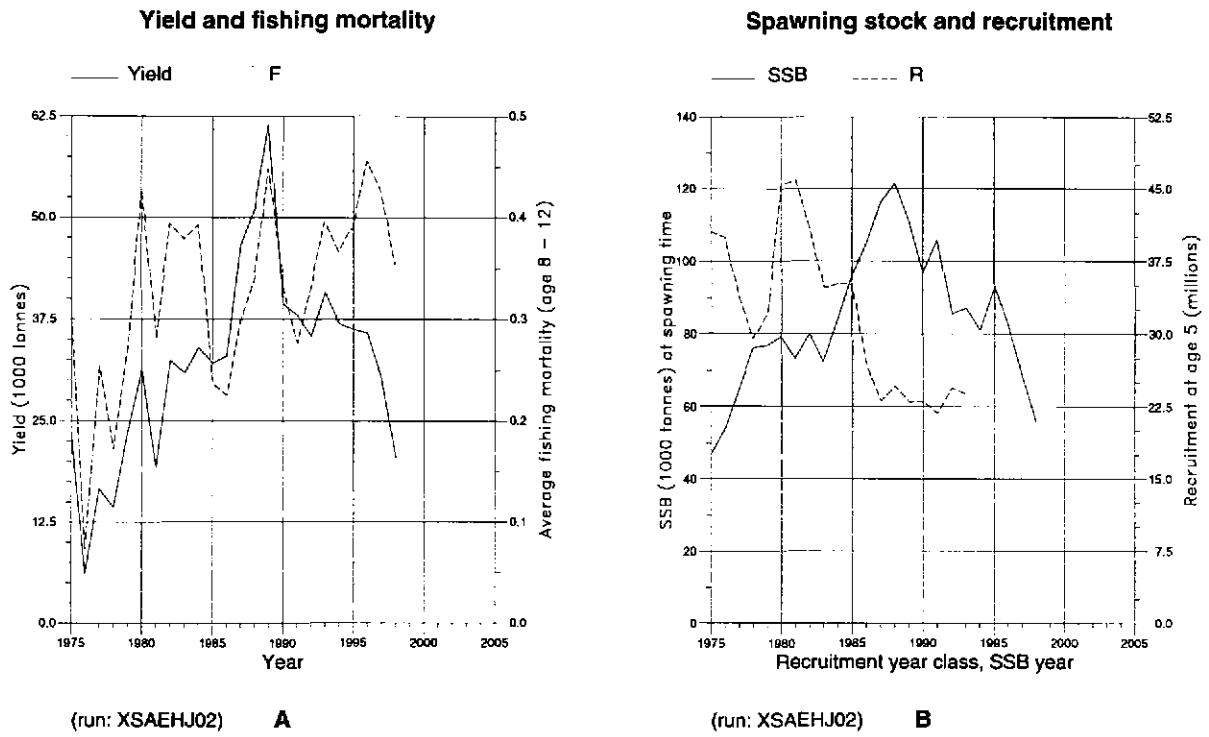 Yield and fishing mortality
Yield F
62.5
50.0
37.5
25.0
12.5
0.0
Yield (1000 tonnes)
0.5
0.4
0.3
0.2
0.1
0.0
Average fishing mortality (age 8 – 12)
1975 1980 1985 1990 1995 2000 2005
Year
(run: XSAEHJ02) A
Spawning stock and recruitment
SSB R
140
120
100
80
60
40
20
0
SSB (1000 tonnes) at spawning time
52.5
45.0
37.5
30.0
22.5
15.0
7.5
0.0
Recruitment at age 5 (millions)
1975 1980 1985 1990 1995 2000 2005
Recruitment year class, SSB year
(run: XSAEHJ02) B